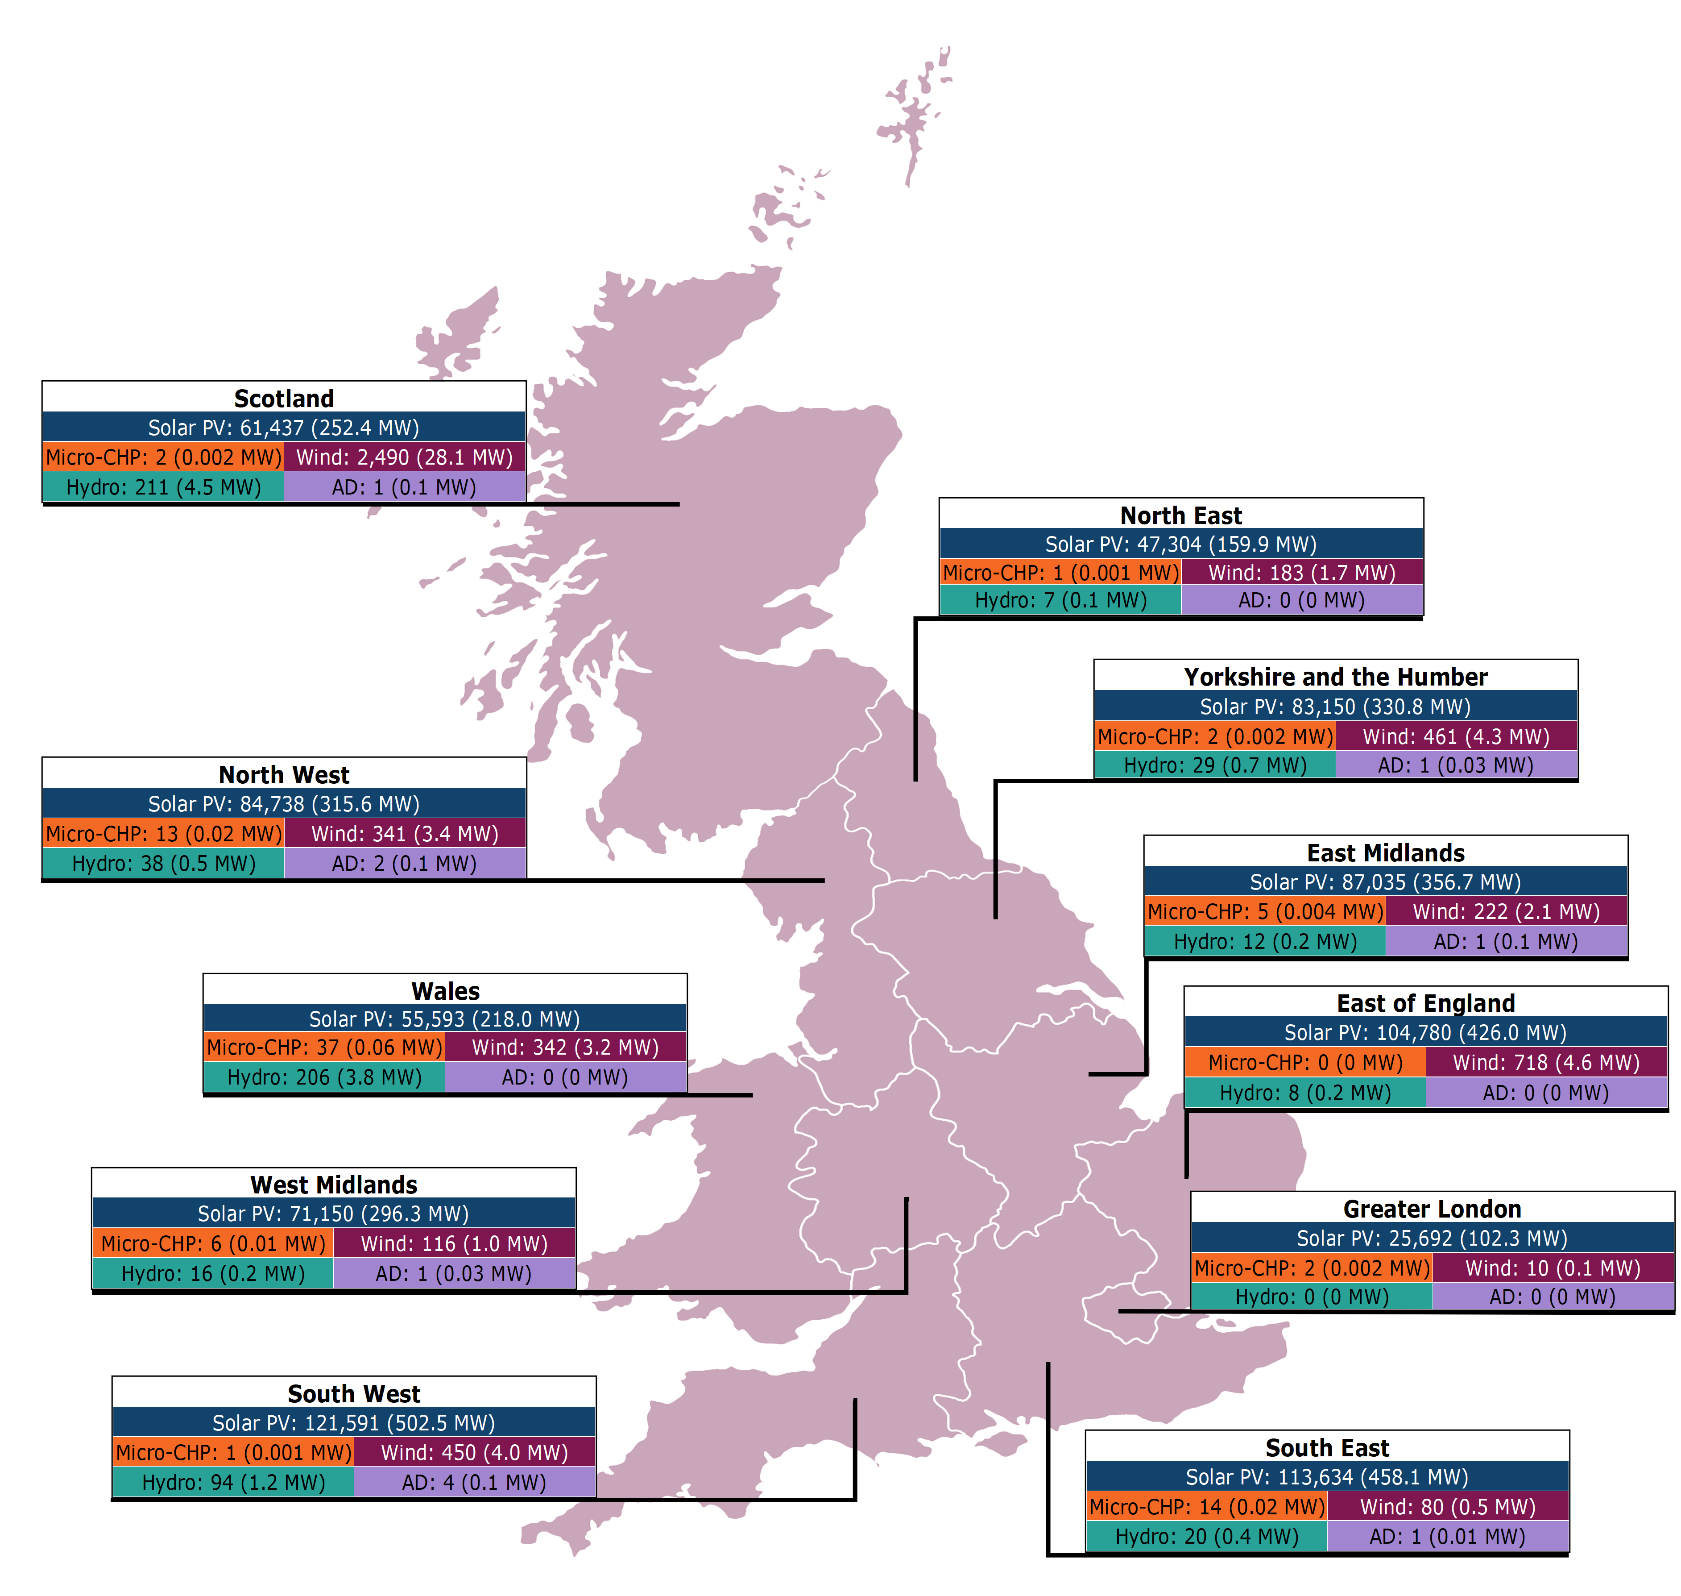 Scotland
Solar PV: 61,437 (252.4 MW)
Micro-CHP: 2 (0.002 MW) Wind: 2,490 (28.1 MW)
Hydro: 211 (4.5 MW) AD: 1 (0.1 MW)
North East
Solar PV: 47,304 (159.9 MW)
Micro-CHP: 1 (0.001 MW) Wind: 183 (1.7 MW)
Hydro: 7 (0.1 MW) AD: 0 (0 MW)
Yorkshire and the Humber
Solar PV: 83,150 (330.8 MW)
Micro-CHP: 2 (0.002 MW) Wind: 461 (4.3 MW)
Hydro: 29 (0.7 MW) AD: 1 (0.03 MW)
North West
Solar PV: 84,738 (315.6 MW)
Micro-CHP: 13 (0.02 MW) Wind: 341 (3.4 MW)
Hydro: 38 (0.5 MW) AD: 2 (0.1 MW)
East Midlands
Solar PV: 87,035 (356.7 MW)
Micro-CHP: 5 (0.004 MW) Wind: 222 (2.1 MW)
Hydro: 12 (0.2 MW) AD: 1 (0.1 MW)
Wales
Solar PV: 55,593 (218.0 MW)
Micro-CHP: 37 (0.06 MW) Wind: 342 (3.2 MW)
Hydro: 206 (3.8 MW) AD: 0 (0 MW)
East of England
Solar PV: 104,780 (426.0 MW)
Micro-CHP: 0 (0 MW) Wind: 718 (4.6 MW)
Hydro: 8 (0.2 MW) AD: 0 (0 MW)
West Midlands
Solar PV: 71,150 (296.3 MW)
Micro-CHP: 6 (0.01 MW) Wind: 116 (1.0 MW)
Hydro: 16 (0.2 MW) AD: 1 (0.03 MW)
Greater London
Solar PV: 25,692 (102.3 MW)
Micro-CHP: 2 (0.002 MW) Wind: 10 (0.1 MW)
Hydro: 0 (0 MW) AD: 0 (0 MW)
South West
Solar PV: 121,591 (502.5 MW)
Micro-CHP: 1 (0.001 MW) Wind: 450 (4.0 MW)
Hydro: 94 (1.2 MW) AD: 4 (0.1 MW)
South East
Solar PV: 113,634 (458.1 MW)
Micro-CHP: 14 (0.02 MW) Wind: 80 (0.5 MW)
Hydro: 20 (0.4 MW) AD: 1 (0.01 MW)